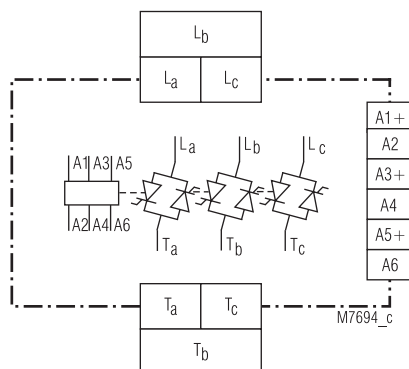 Lb
La Lc
A1+
A2
A3+
A4
A5+
A6
La Lb Lc
A1 A3 A5
A2 A4 A6
Ta Tb Tc
Ta Tc
Tb
M7694_c